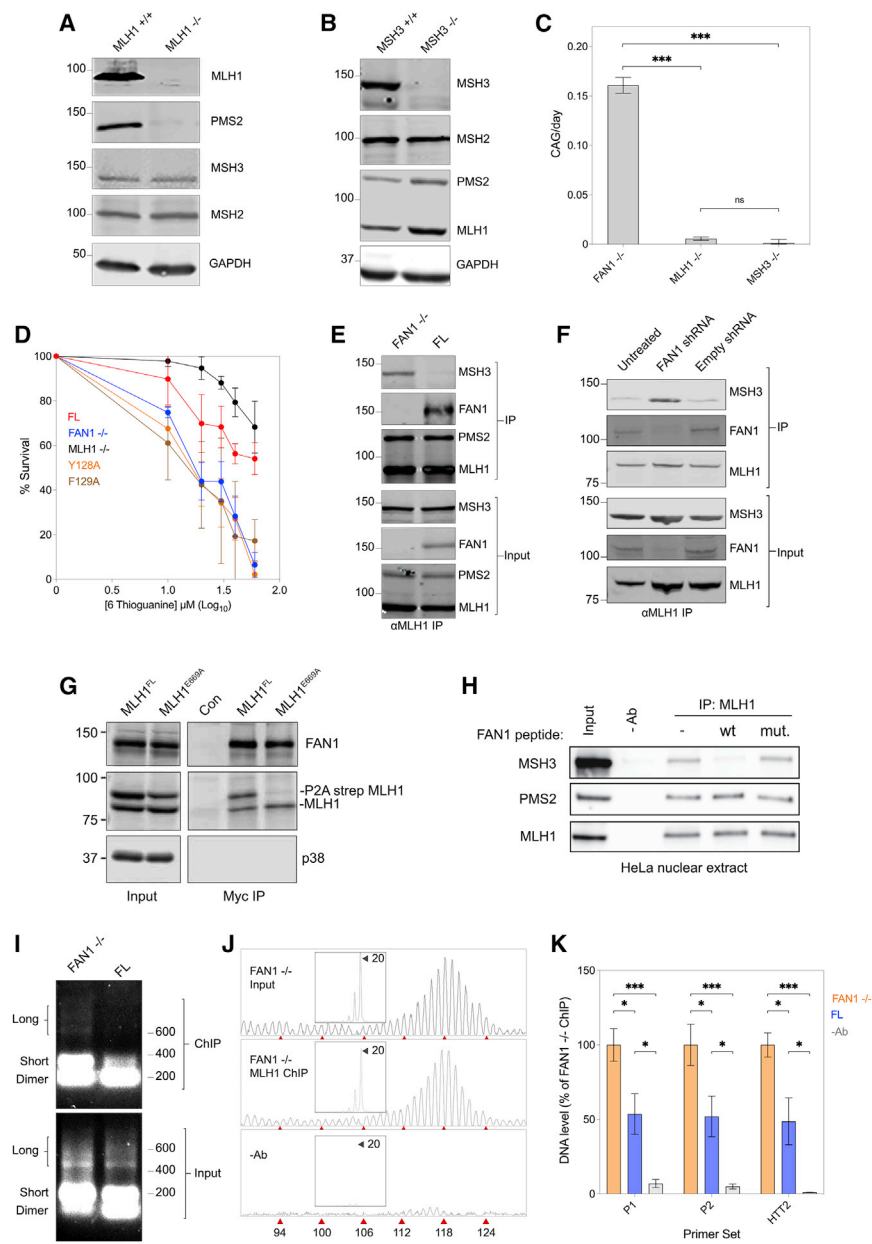 A
MLH1 +/+ MLH1 -/-
100 MLH1
150 PMS2
150 MSH3
100 MSH2
50 GAPDH
B
MSH3 +/+ MSH3 -/-
150 MSH3
100 MSH2
PMS2
100
MLH1
37 GAPDH
C
CAG/day
0.20
0.15
0.10
0.05
0
***
***
ns
FAN1 -/- MLH1 -/- MSH3 -/-
D
% Survival
100
80
60
40
20
0
FL
FAN1 -/-
MLH1 -/-
Y128A
F129A
0 0.5 1.0 1.5 2.0
[6 Thioguanine] μM (Log10)
E
FAN1 -/- FL
150 MSH3
100 FAN1
PMS2
100 MLH1
IP
150 MSH3
100 FAN1
PMS2
100 MLH1
Input
αMLH1 IP
F
Untreated FAN1 shRNA Empty shRNA
150 MSH3
100 FAN1
75 MLH1
IP
150 MSH3
100 FAN1
75 MLH1
Input
αMLH1 IP
G
MLH1FL MLH1E669A Con MLH1FL MLH1E669A
150 FAN1
100 -P2A strep MLH1
-MLH1
75
37 p38
Input Myc IP
H
Input - Ab IP: MLH1
FAN1 peptide: - wt mut.
MSH3
PMS2
MLH1
HeLa nuclear extract
I
FAN1 -/- FL
Long 600
Short 400
Dimer 200
ChIP
Long 600
400
Short 200
Dimer
Input
J
FAN1 -/- Input 20
FAN1 -/- MLH1 ChIP 20
-Ab 20
94 100 106 112 118 124
K
DNA level (% of FAN1 -/- ChIP)
150
100
50
0
*** *** ***
* * *
* * *
FAN1 -/-
FL
-Ab
P1 P2 HTT2
Primer Set